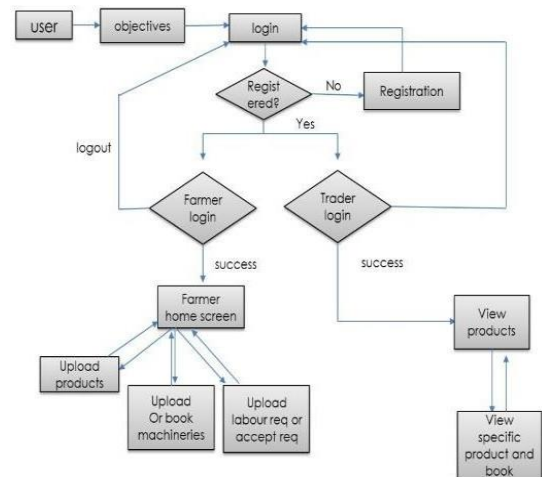 user
objectives
login
Regist
ered?
No
Registration
Yes
logout
Farmer
login
Trader
login
success
success
Farmer
home screen
View
products
Upload
products
Upload
Or book
machineries
Upload
labour req or
accept req
View
specific
product and
book